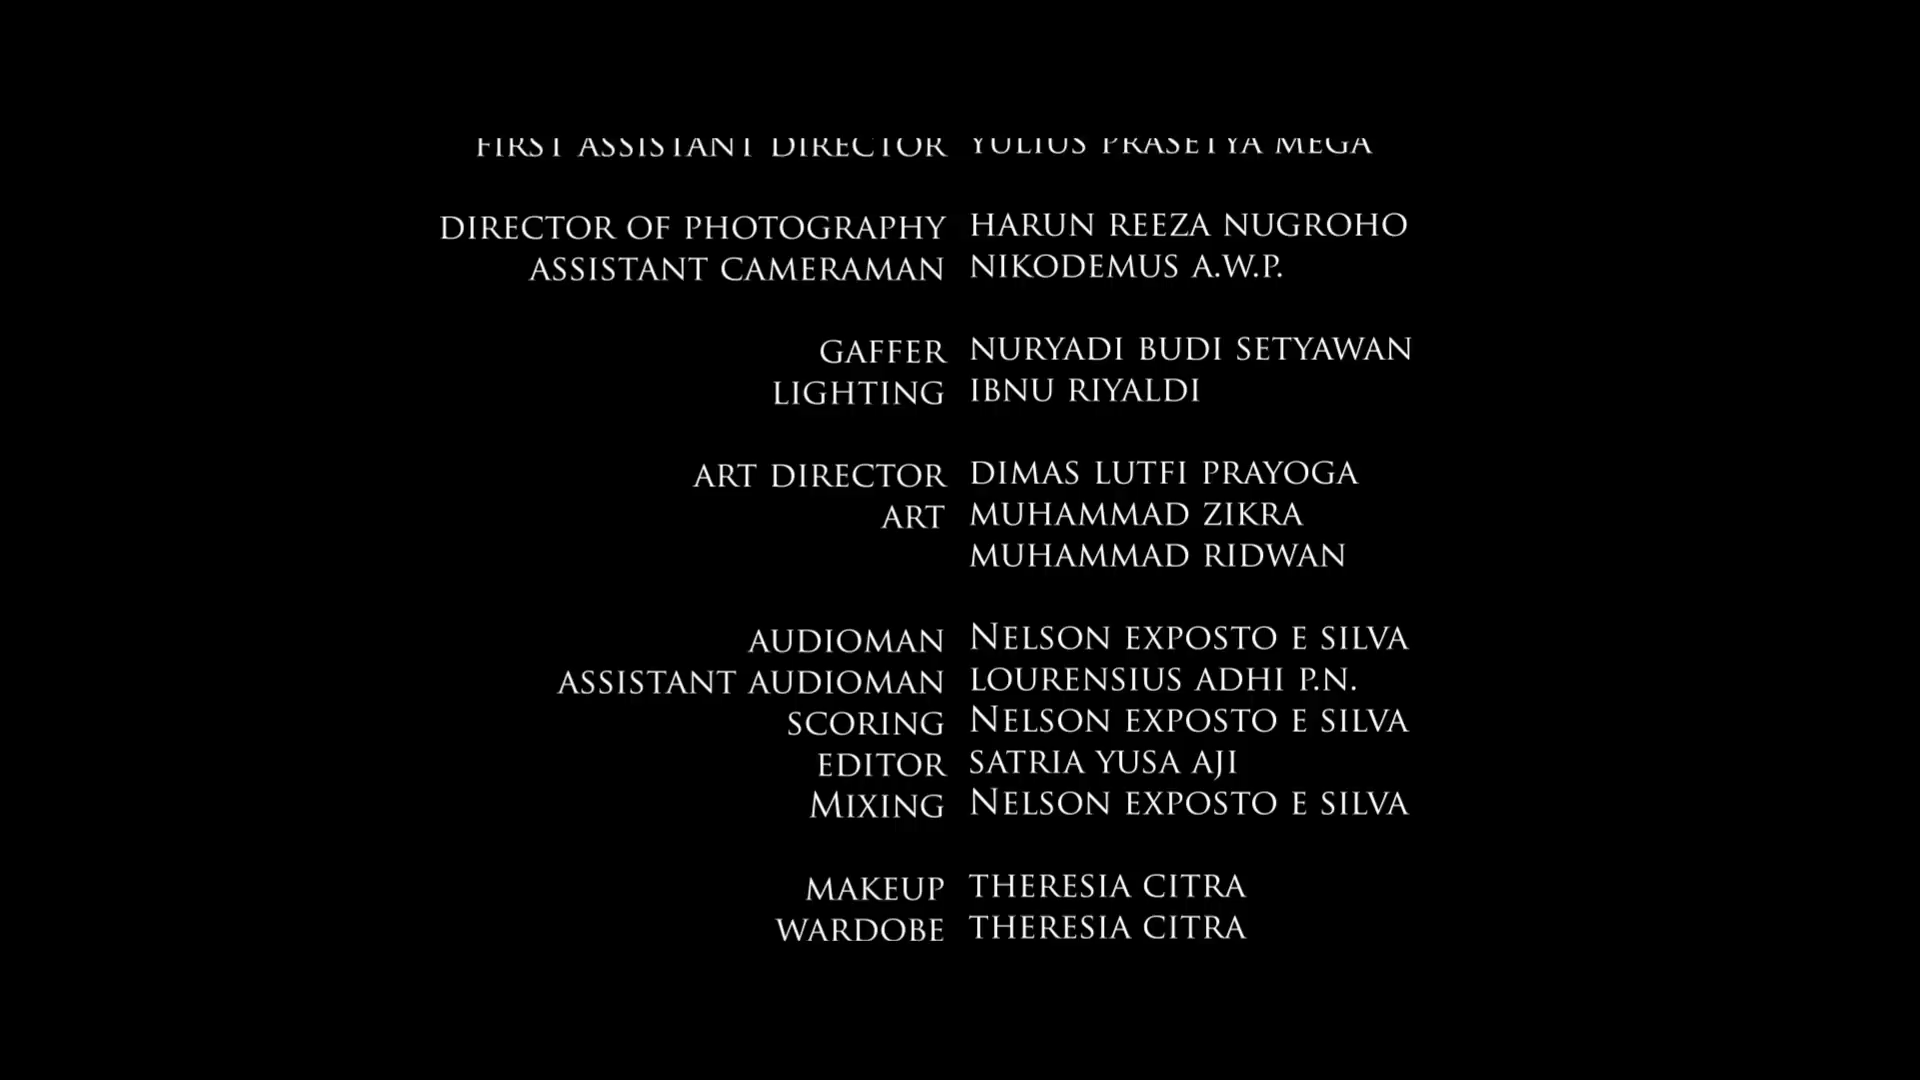 FIRST ASSISTANT DIRECTOR YULIUS PRASETYA MEGA
DIRECTOR OF PHOTOGRAPHY HARUN REEZA NUGROHO
ASSISTANT CAMERAMAN NIKODEMUS A.W.P.
GAFFER NURYADI BUDI SETYAWAN
LIGHTING IBNU RIYALDI
ART DIRECTOR DIMAS LUTFI PRAYOGA
ART MUHAMMAD ZIKRA
MUHAMMAD RIDWAN
AUDIOMAN NELSON EXPOSTO E SILVA
ASSISTANT AUDIOMAN LOURENSIUS ADHI P.N.
SCORING NELSON EXPOSTO E SILVA
EDITOR SATRIA YUSA AJI
MIXING NELSON EXPOSTO E SILVA
MAKEUP THERESIA CITRA
WARDOBE THERESIA CITRA